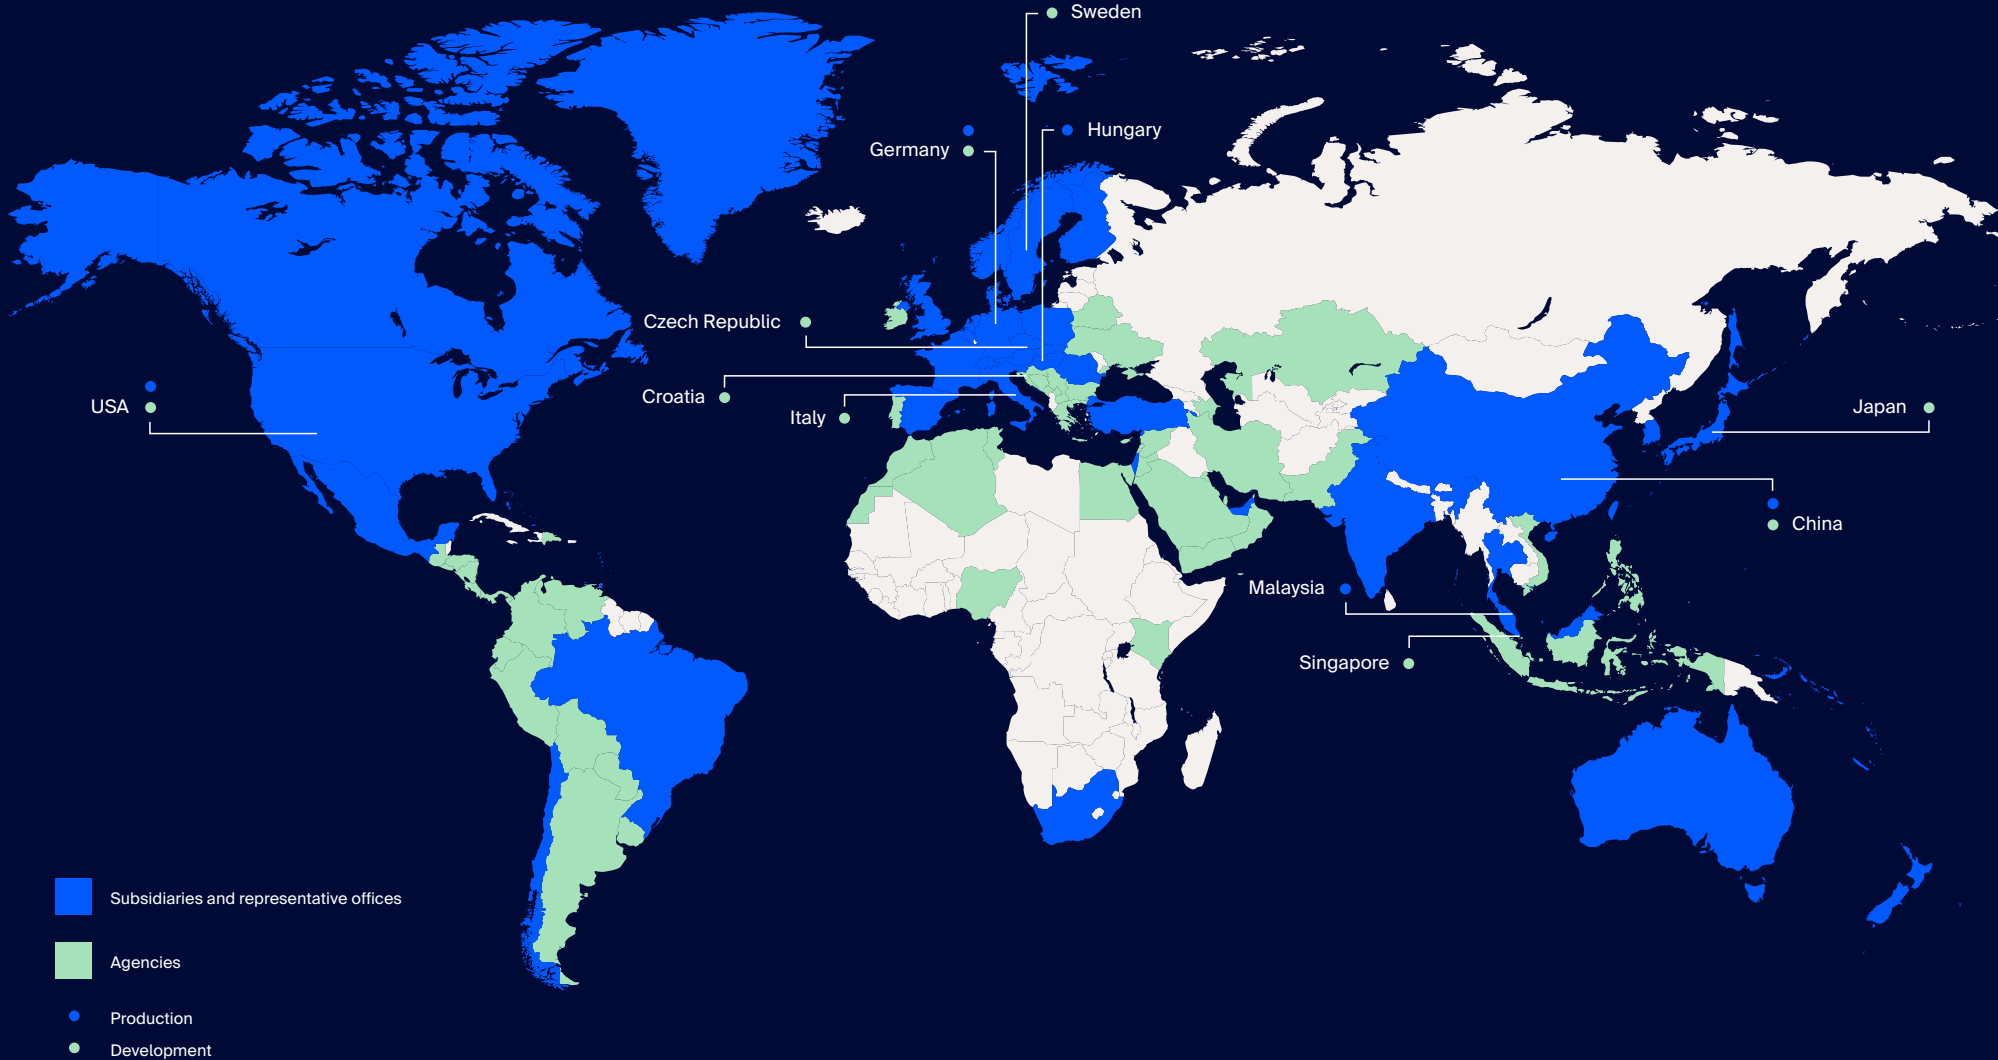 Sweden
Hungary
Germany
Czech Republic
Croatia
Italy
USA
Japan
China
Malaysia
Singapore
Subsidiaries and representative offices
Agencies
Production
Development